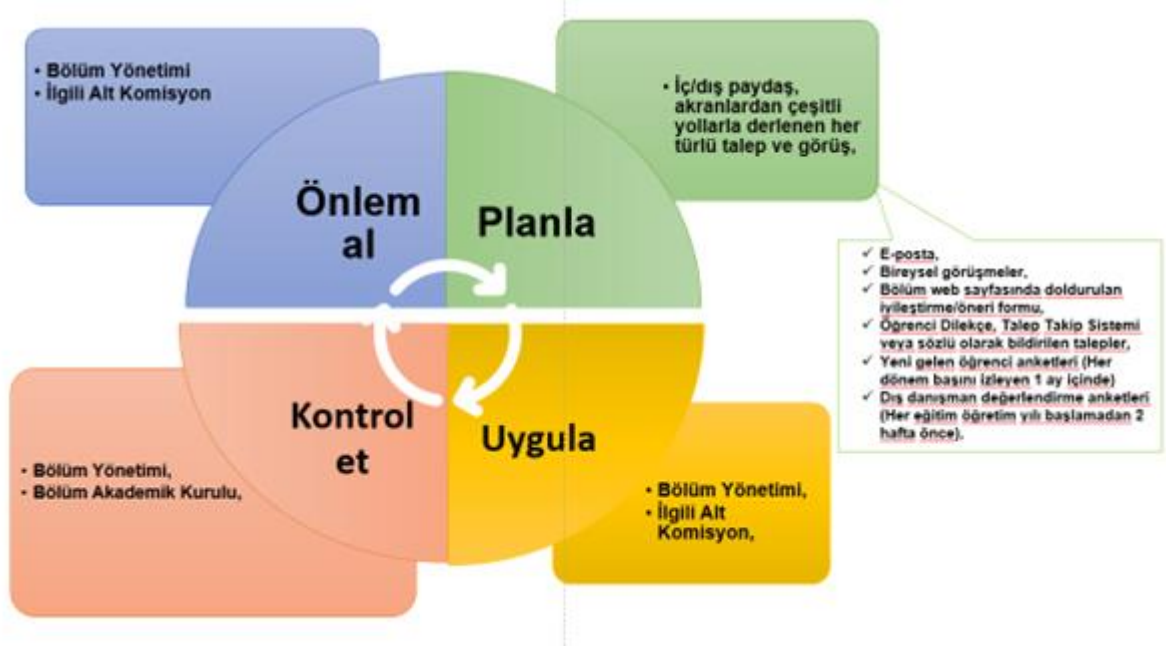 • Bölüm Yönetimi
• İlgili Alt Komisyon
• İç/dış paydaş,
akranlardan çeşitli
yollarla derlenen her
türlü talep ve görüş,
Önlem
al
Planla
✓ E-posta,
✓ Bireysel görüşmeler,
✓ Bölüm web sayfasında doldurulan
iyileştirme/öneri formu,
✓ Öğrenci Dilekçe, Talep Takip Sistemi
veya sözlü olarak bildirilen talepler,
✓ Yeni gelen öğrenci anketleri (Her
dönem başını izleyen 1 ay içinde)
✓ Dış danışman değerlendirme anketleri
(Her eğitim öğretim yılı başlamadan 2
hafta önce),
Kontrol
et
Uygula
• Bölüm Yönetimi,
• Bölüm Akademik Kurulu,
• Bölüm Yönetimi,
• İlgili Alt
Komisyon,